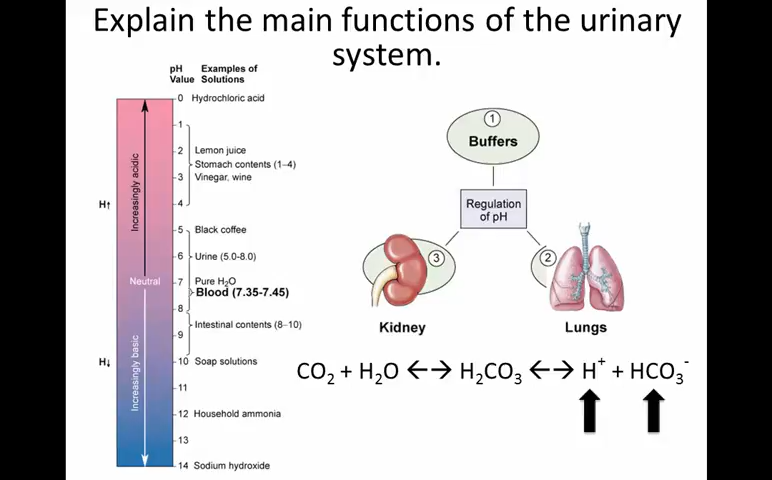 Explain the main functions of the urinary
system.
pH
Value
Examples of
Solutions
0 Hydrochloric acid
1
2 Lemon juice
Stomach contents (1–4)
3 Vinegar, wine
H↑
4
5 Black coffee
6 Urine (5.0-8.0)
7 Pure H₂O
Blood (7.35-7.45)
8
Intestinal contents (8–10)
9
H↓
10 Soap solutions
11
12 Household ammonia
13
14 Sodium hydroxide
Increasingly acidic
Neutral
Increasingly basic
1
Buffers
Regulation
of pH
3
Kidney
2
Lungs
CO₂ + H₂O ←→ H₂CO₃ ←→ H⁺ + HCO₃⁻